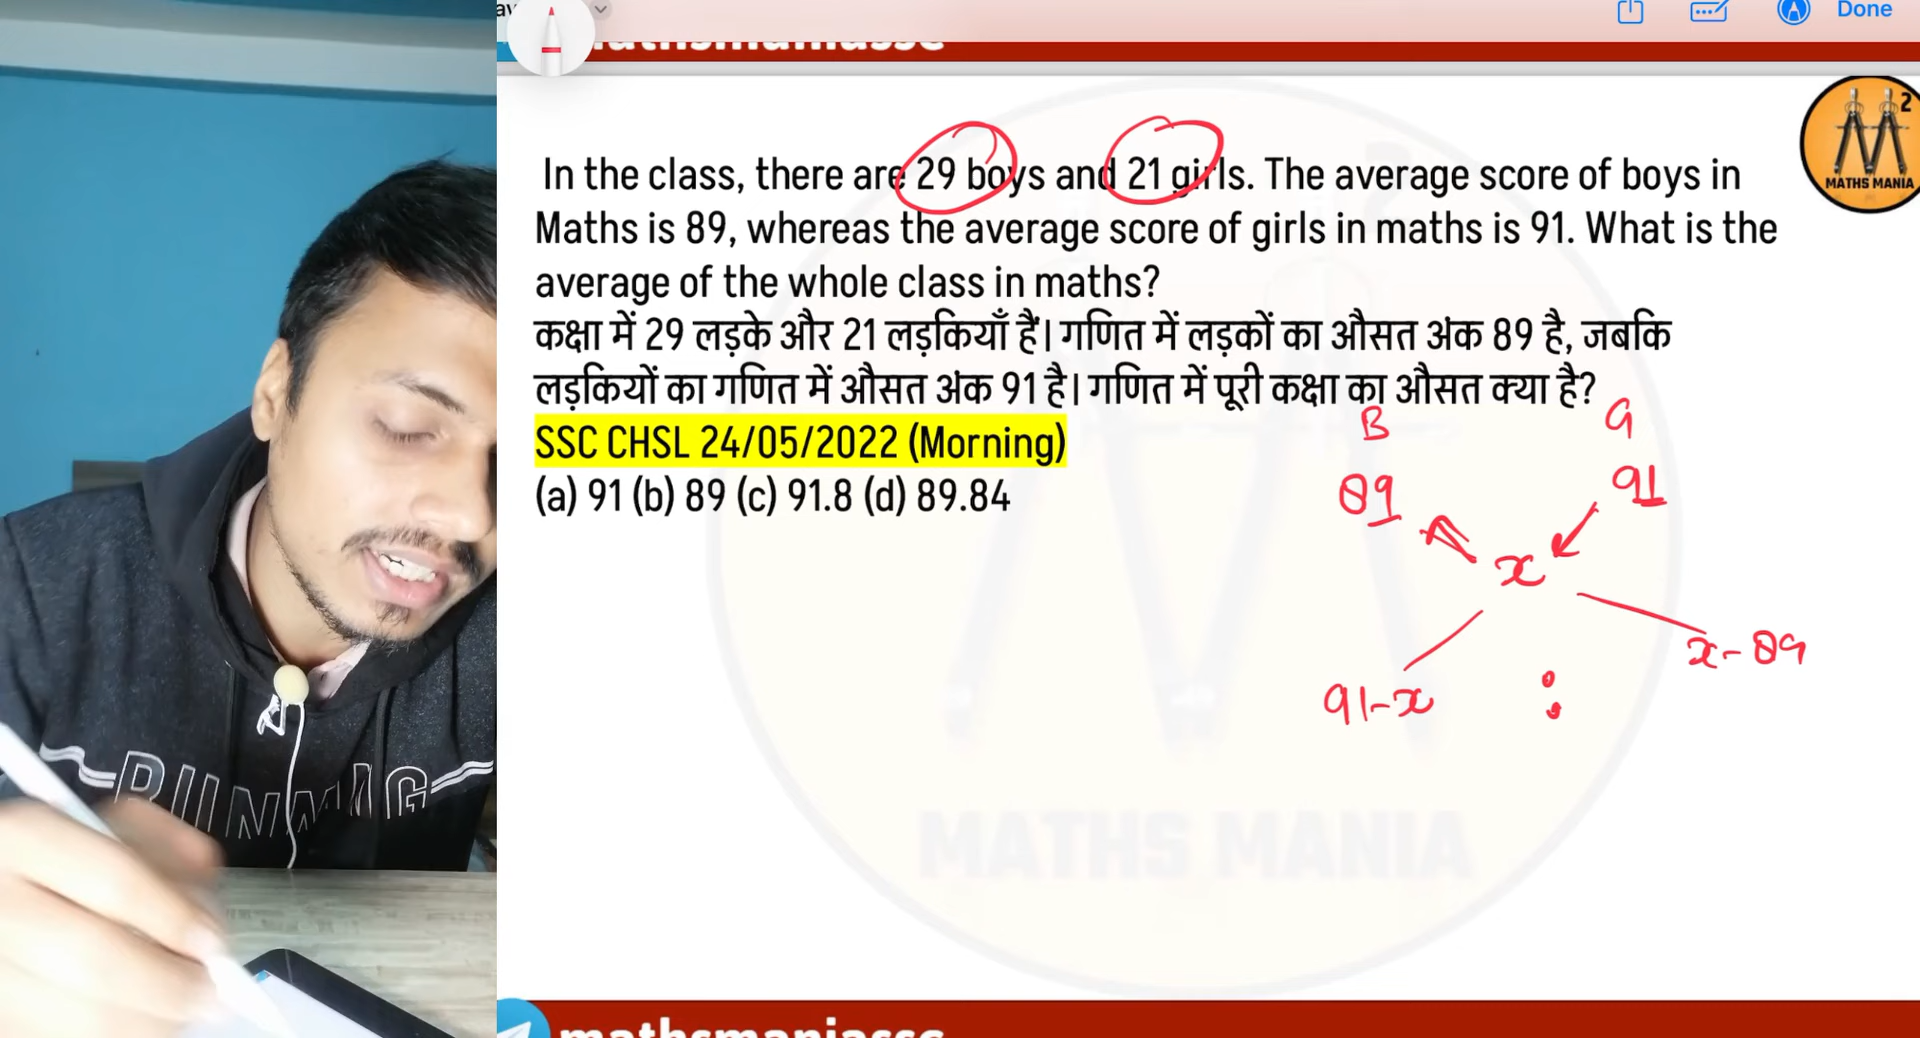 Done
mathsmaniassc
2
MATHS MANIA
In the class, there are 29 boys and 21 girls. The average score of boys in
Maths is 89, whereas the average score of girls in maths is 91. What is the
average of the whole class in maths?
कक्षा में 29 लड़के और 21 लड़कियाँ हैं। गणित में लड़कों का औसत अंक 89 है, जबकि
लड़कियों का गणित में औसत अंक 91 है। गणित में पूरी कक्षा का औसत क्या है?
SSC CHSL 24/05/2022 (Morning)
(a) 91 (b) 89 (c) 91.8 (d) 89.84
B G
89 91
x
91-x : x-89
RUNNING
MATHS MANIA
mathsmaniassc